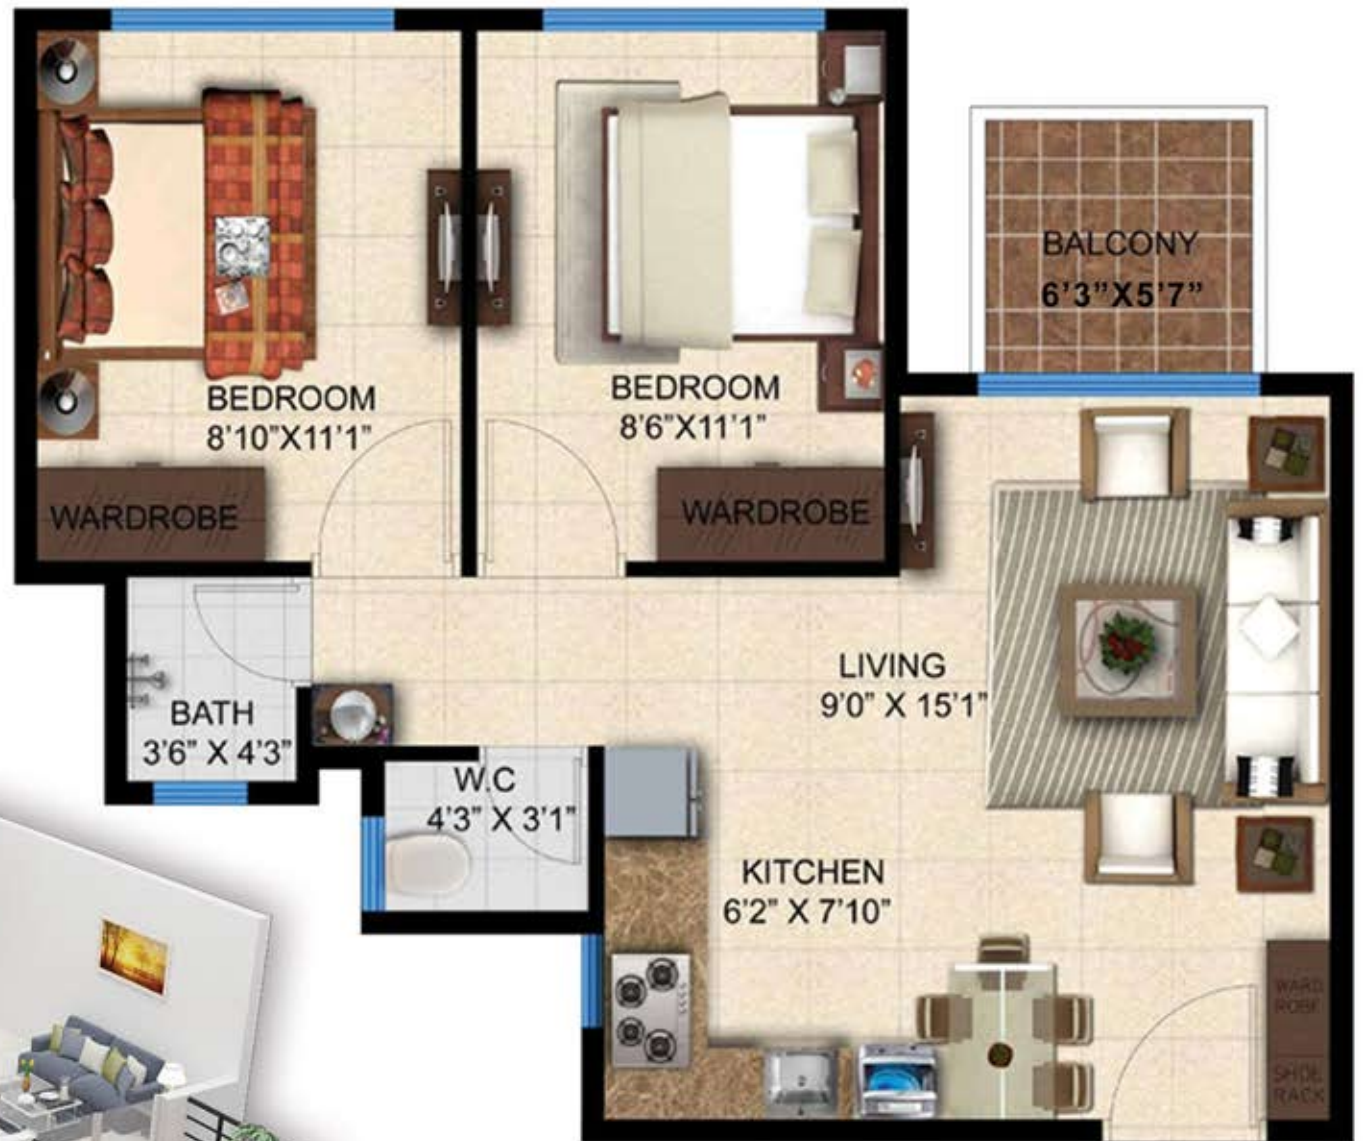 BALCONY
6'3"X5'7"
BEDROOM
8'10"X11'1"
BEDROOM
8'6"X11'1"
WARDROBE
WARDROBE
LIVING
9'0" X 15'1"
BATH
3'6" X 4'3"
W.C
4'3" X 3'1"
KITCHEN
6'2" X 7'10"
WARD
ROBE
SHOE
RACK